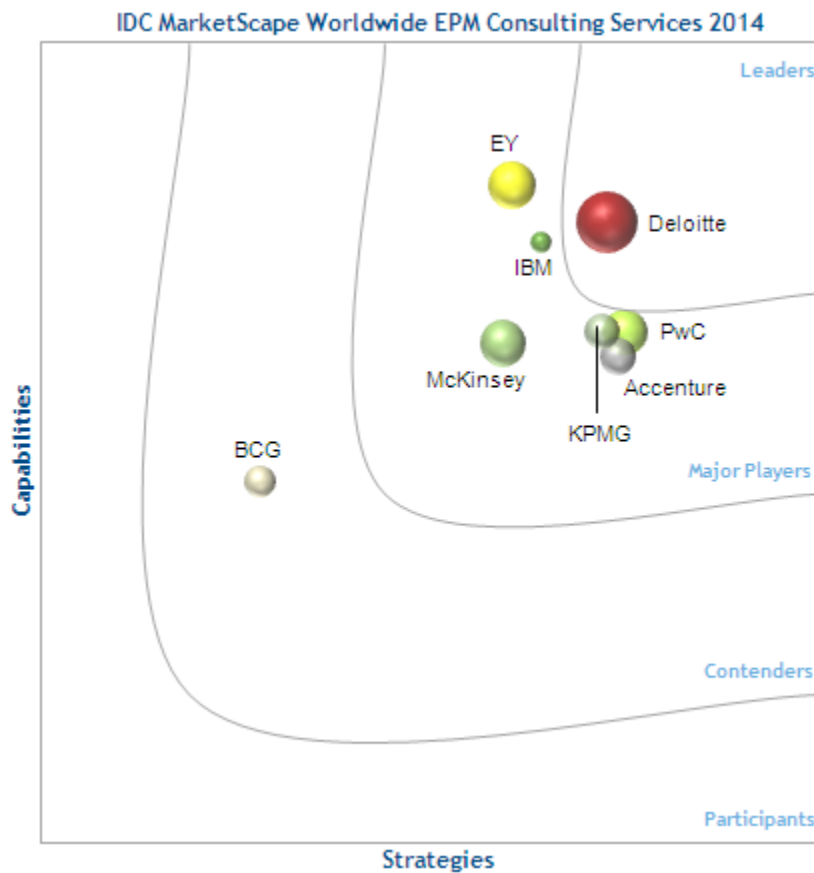 IDC MarketScape Worldwide EPM Consulting Services 2014
Leaders
EY
Deloitte
IBM
PwC
McKinsey
Accenture
KPMG
BCG
Major Players
Capabilities
Contenders
Participants
Strategies